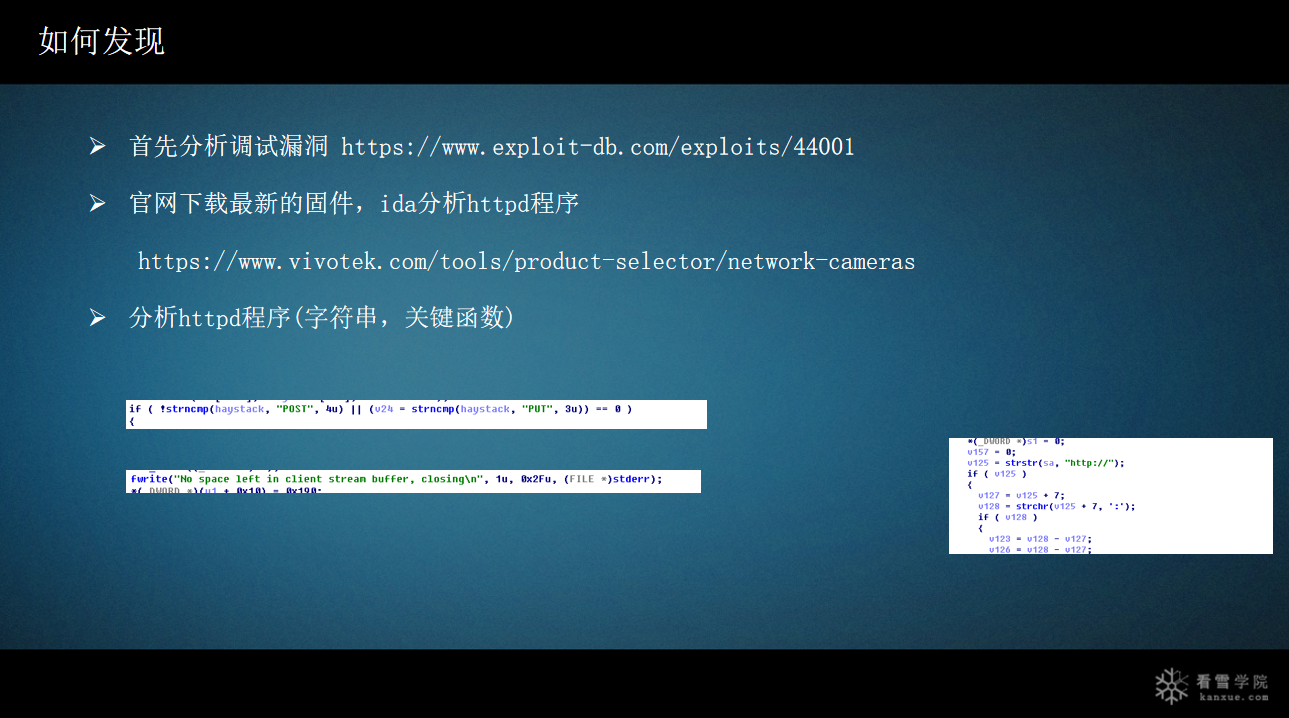 如何发现
➢ 首先分析调试漏洞 https://www.exploit-db.com/exploits/44001
➢ 官网下载最新的固件，ida分析httpd程序
https://www.vivotek.com/tools/product-selector/network-cameras
➢ 分析httpd程序(字符串，关键函数)
if ( !strncmp(haystack, "POST", 4u) || (v24 = strncmp(haystack, "PUT", 3u)) == 0 )
{
fwrite("No space left in client stream buffer, closing\n", 1u, 0x2Fu, (FILE *)stderr);
*(_DWORD *)(v1 + 0x10) = 0x190;
*(_DWORD *)s1 = 0;
v157 = 0;
v125 = strstr(sa, "http://");
if ( v125 )
{
v127 = v125 + 7;
v128 = strchr(v125 + 7, ':');
if ( v128 )
{
v123 = v128 - v127;
v126 = v128 - v127;
看雪学院
kanxue.com